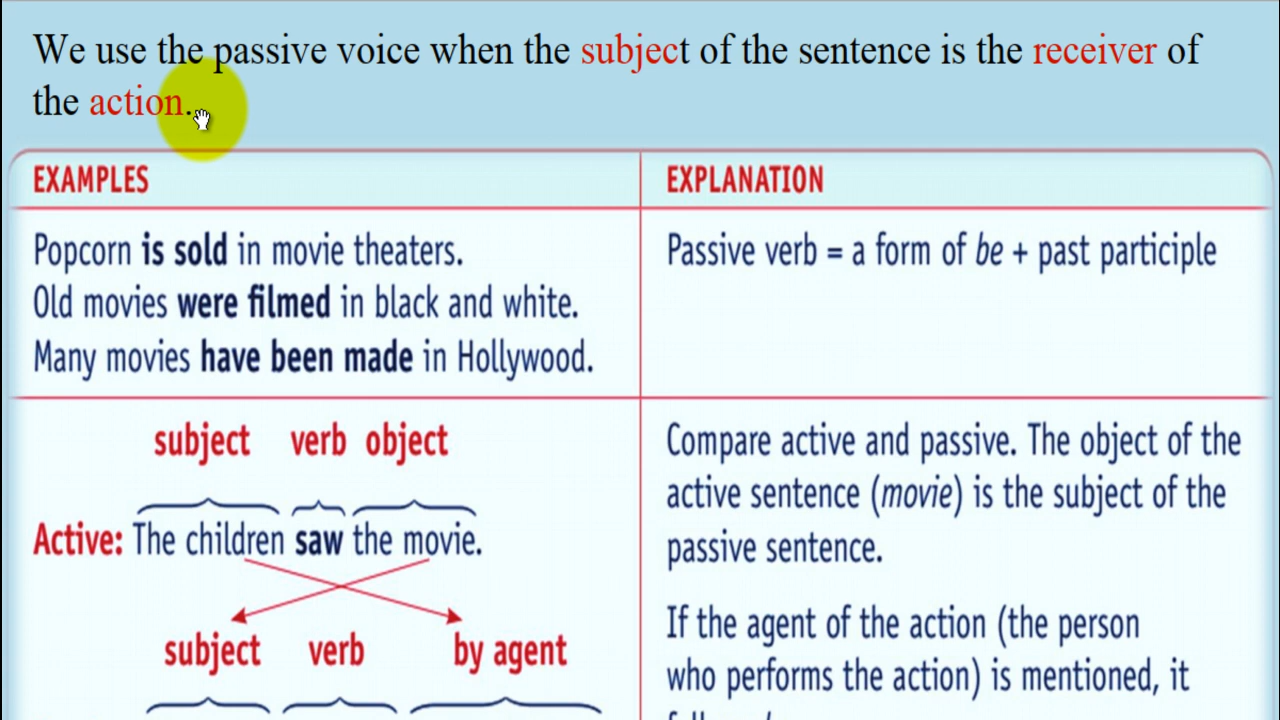 We use the passive voice when the subject of the sentence is the receiver of
the action.
EXAMPLES
EXPLANATION
Popcorn is sold in movie theaters.
Old movies were filmed in black and white.
Many movies have been made in Hollywood.
Passive verb = a form of be + past participle
subject verb object
Active: The children saw the movie.
subject verb by agent
Compare active and passive. The object of the
active sentence (movie) is the subject of the
passive sentence.
If the agent of the action (the person
who performs the action) is mentioned, it